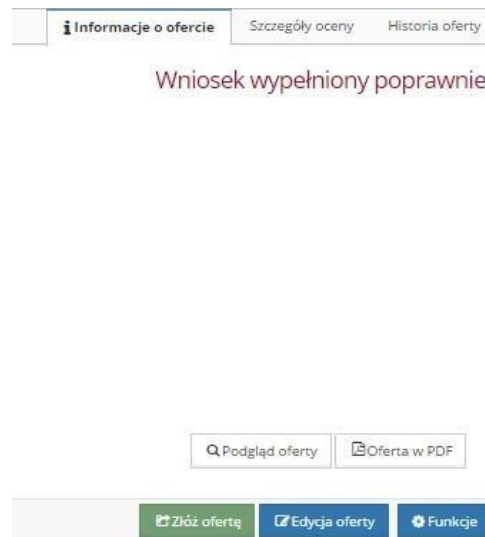 Informacje o ofercie Szczegóły oceny Historia oferty
Wniosek wypełniony poprawnie
Podgląd oferty Oferta w PDF
Złóż ofertę Edycja oferty Funkcje